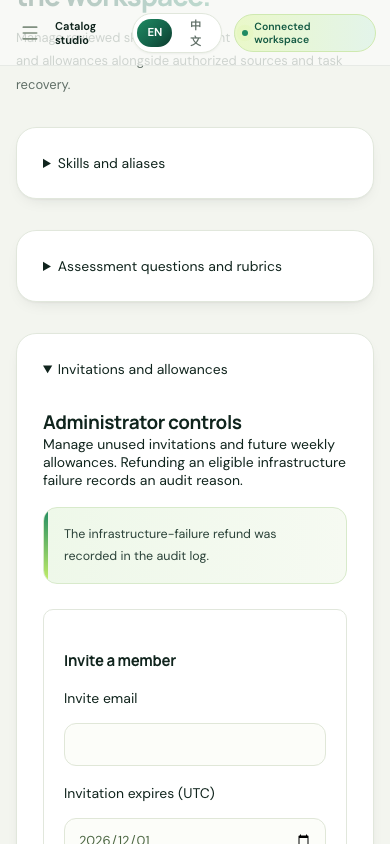 the workspace.
Catalog
studio
EN
中
文
Connected
workspace
and allowances alongside authorized sources and task
recovery.
Skills and aliases
Assessment questions and rubrics
Invitations and allowances
Administrator controls
Manage unused invitations and future weekly
allowances. Refunding an eligible infrastructure
failure records an audit reason.
The infrastructure-failure refund was
recorded in the audit log.
Invite a member
Invite email
Invitation expires (UTC)
2026/12/01